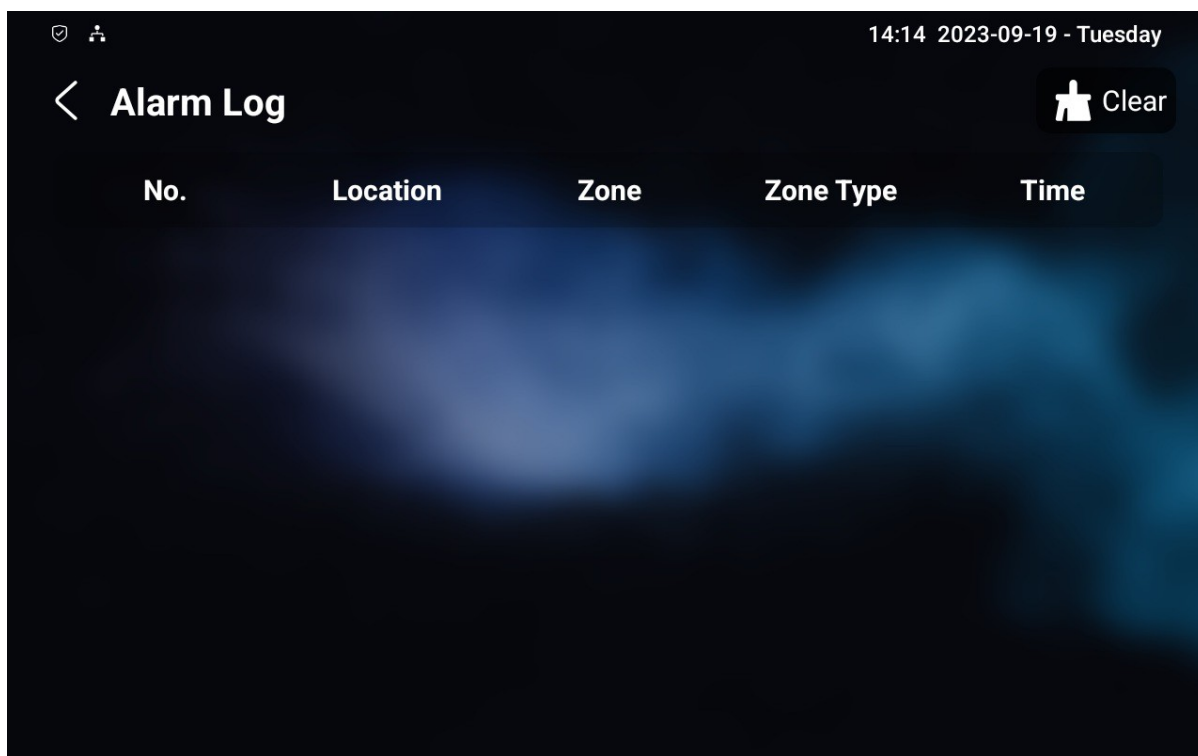 14:14 2023-09-19 - Tuesday
Alarm Log
Clear
No. Location Zone Zone Type Time